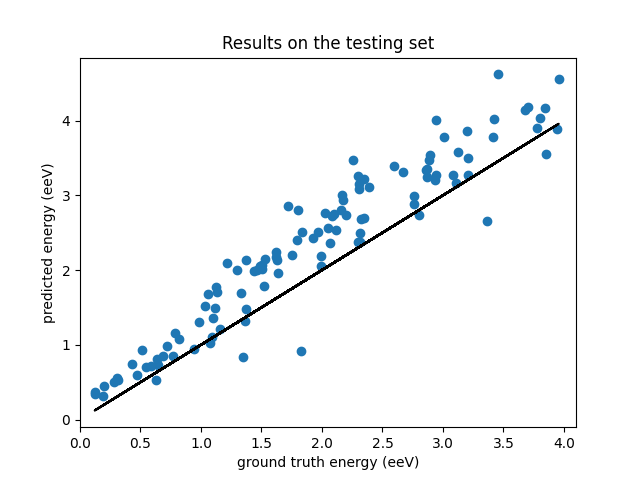 Results on the testing set
predicted energy (eeV)
4
3
2
1
0
0.0 0.5 1.0 1.5 2.0 2.5 3.0 3.5 4.0
ground truth energy (eeV)